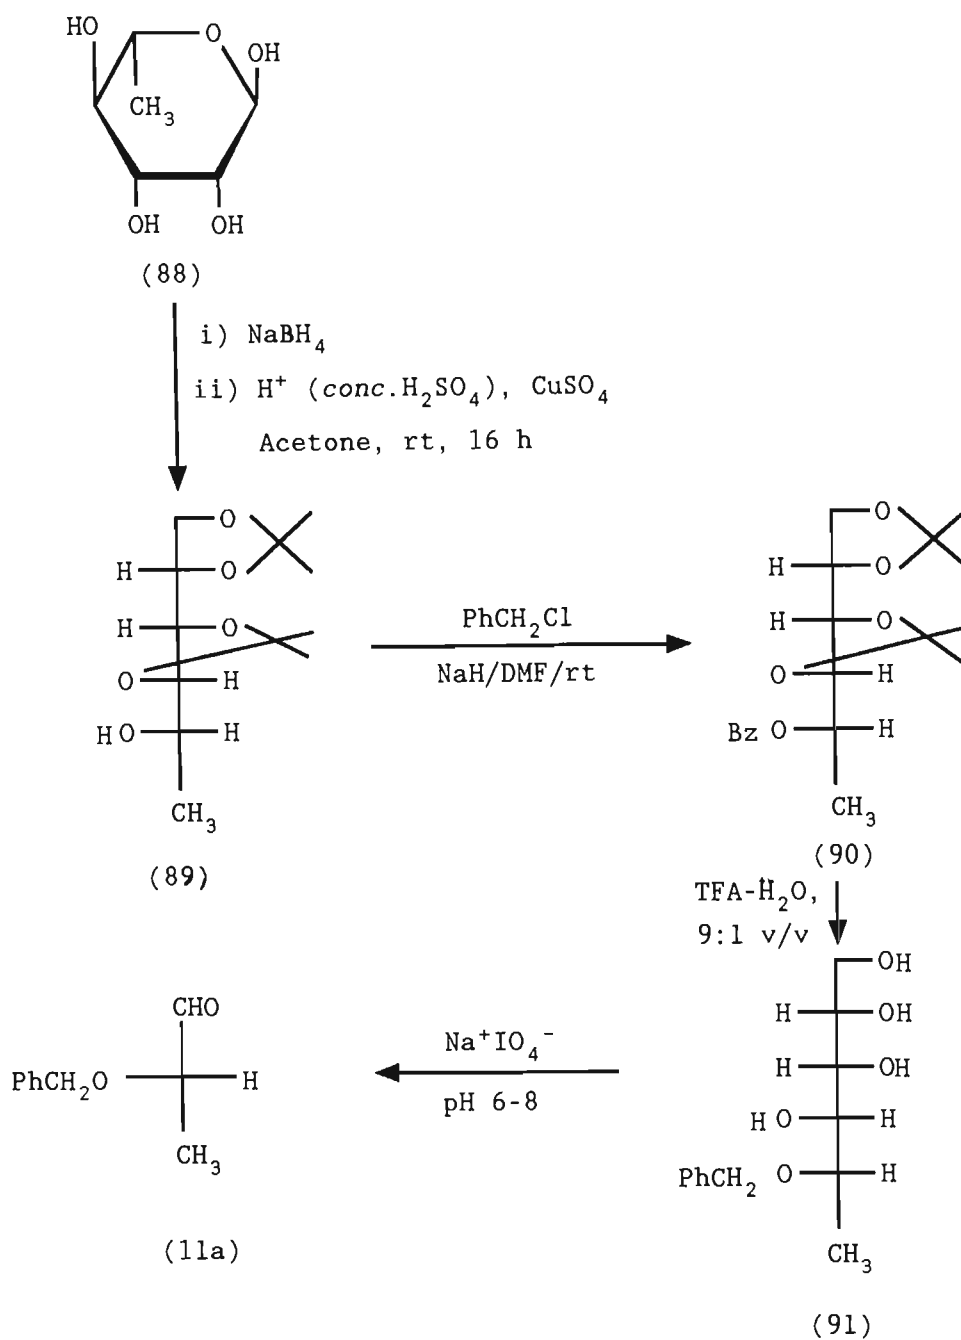 HO
O
OH
CH₃
OH
OH
(88)
i) NaBH₄
ii) H⁺ (conc.H₂SO₄), CuSO₄
Acetone, rt, 16 h
O
H
O
H
O
O
H
HO
H
CH₃
(89)
PhCH₂Cl
NaH/DMF/rt
O
H
O
H
O
O
H
Bz O
H
CH₃
(90)
TFA-H₂O,
9:1 v/v
OH
H
OH
H
OH
HO
H
PhCH₂ O
H
CH₃
(91)
Na⁺IO₄⁻
pH 6-8
CHO
PhCH₂O
H
CH₃
(11a)